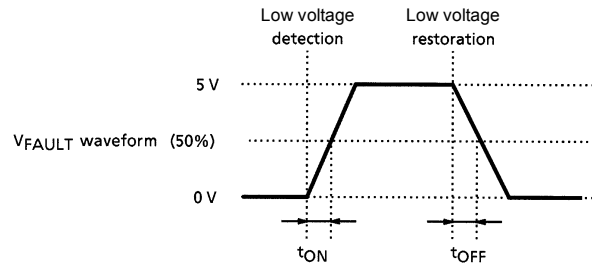 Low voltage Low voltage
detection restoration
5 V
VFAULT waveform (50%)
0 V
tON tOFF